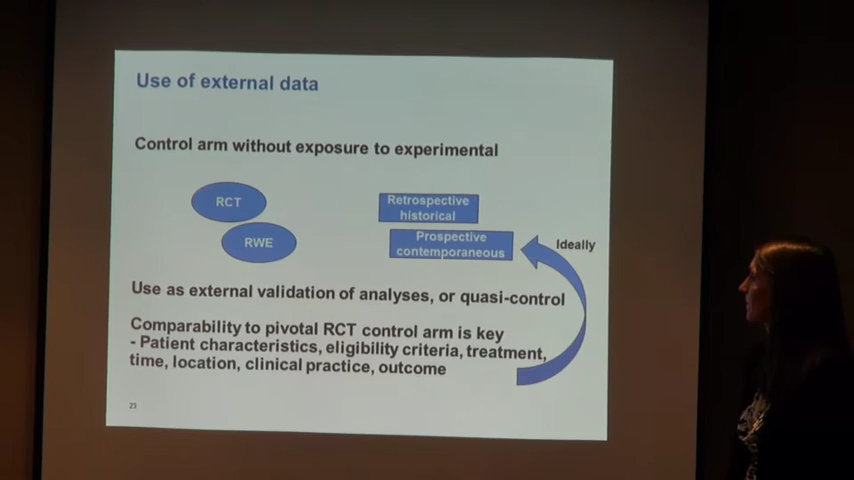 Use of external data
Control arm without exposure to experimental
RCT
RWE
Retrospective
historical
Prospective
contemporaneous
Ideally
Use as external validation of analyses, or quasi-control
Comparability to pivotal RCT control arm is key
- Patient characteristics, eligibility criteria, treatment,
time, location, clinical practice, outcome
23